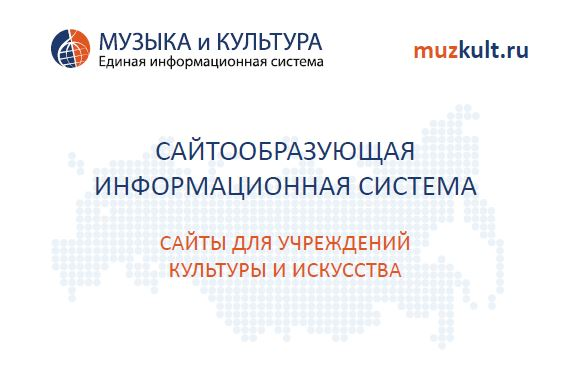 МУЗЫКА и КУЛЬТУРА
Единая информационная система
muzkult.ru
САЙТООБРАЗУЮЩАЯ
ИНФОРМАЦИОННАЯ СИСТЕМА
САЙТЫ ДЛЯ УЧРЕЖДЕНИЙ
КУЛЬТУРЫ И ИСКУССТВА